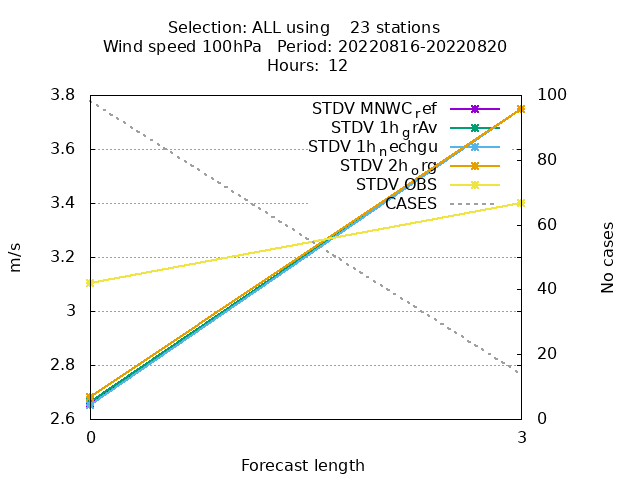 Selection: ALL using    23 stations
Wind speed 100hPa   Period: 20220816-20220820
Hours:  12
3.8
3.6
3.4
3.2
3
2.8
2.6
m/s
STDV MNWC_ref
STDV 1h_grAv
STDV 1h_nechgu
STDV 2h_org
STDV OBS
CASES
100
80
60
40
20
0
No cases
0
3
Forecast length